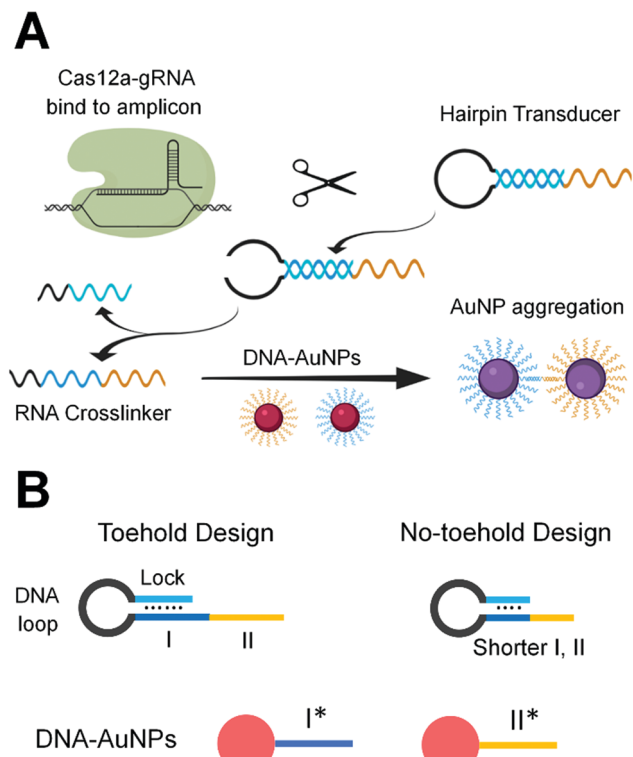 A
Cas12a-gRNA
bind to amplicon
Hairpin Transducer
AuNP aggregation
DNA-AuNPs
RNA Crosslinker
B
Toehold Design
No-toehold Design
DNA
loop
Lock
I
II
Shorter I, II
DNA-AuNPs
I*
II*